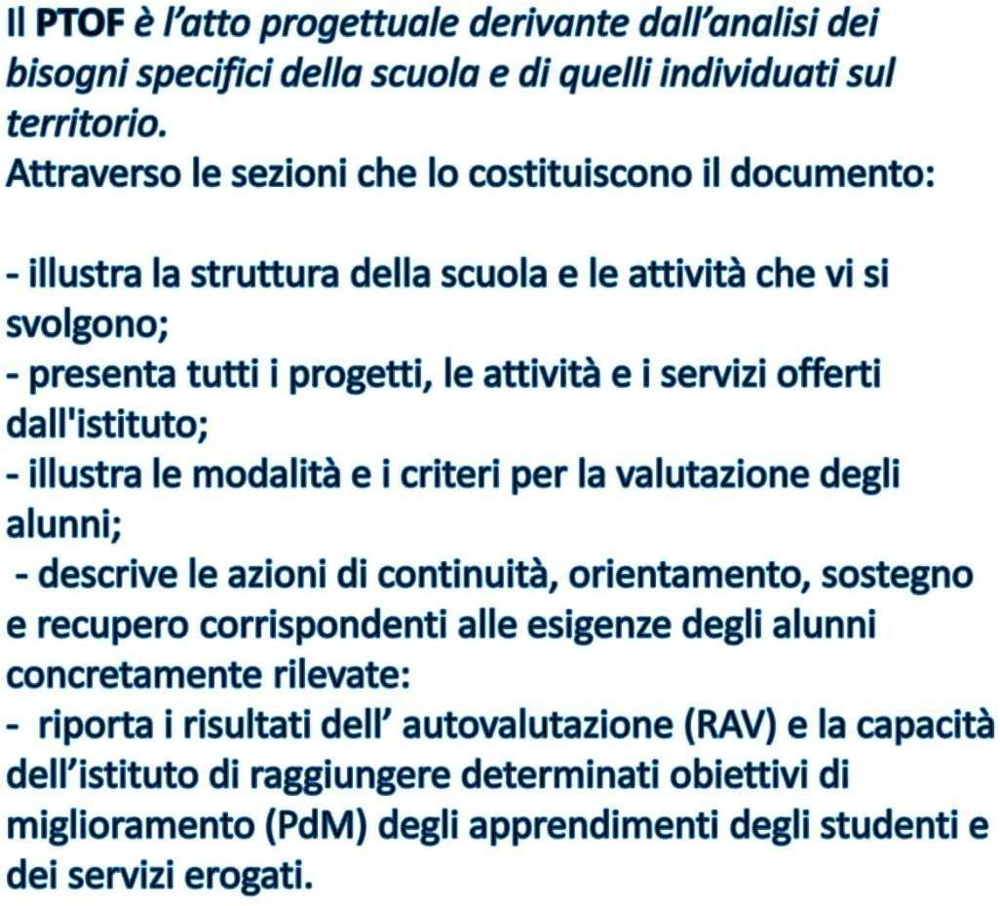 Il PTOF è l’atto progettuale derivante dall’analisi dei
bisogni specifici della scuola e di quelli individuati sul
territorio.
Attraverso le sezioni che lo costituiscono il documento:
- illustra la struttura della scuola e le attività che vi si
svolgono;
- presenta tutti i progetti, le attività e i servizi offerti
dall'istituto;
- illustra le modalità e i criteri per la valutazione degli
alunni;
- descrive le azioni di continuità, orientamento, sostegno
e recupero corrispondenti alle esigenze degli alunni
concretamente rilevate:
- riporta i risultati dell’ autovalutazione (RAV) e la capacità
dell’istituto di raggiungere determinati obiettivi di
miglioramento (PdM) degli apprendimenti degli studenti e
dei servizi erogati.